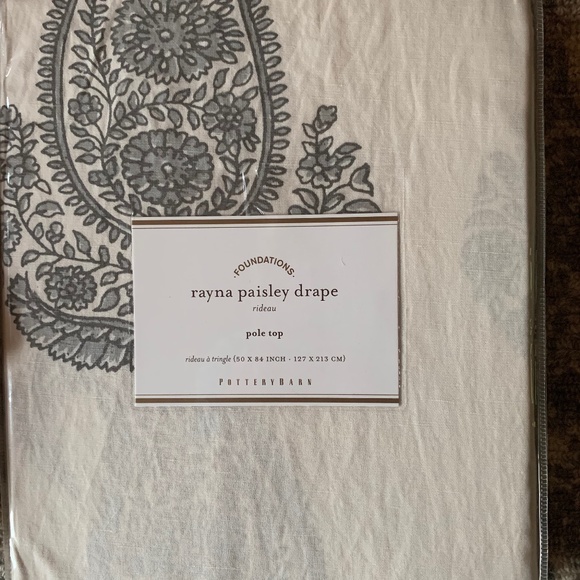 ·FOUNDATIONS·
rayna paisley drape
rideau
pole top
rideau à tringle (50 X 84 INCH - 127 X 213 CM)
POTTERYBARN